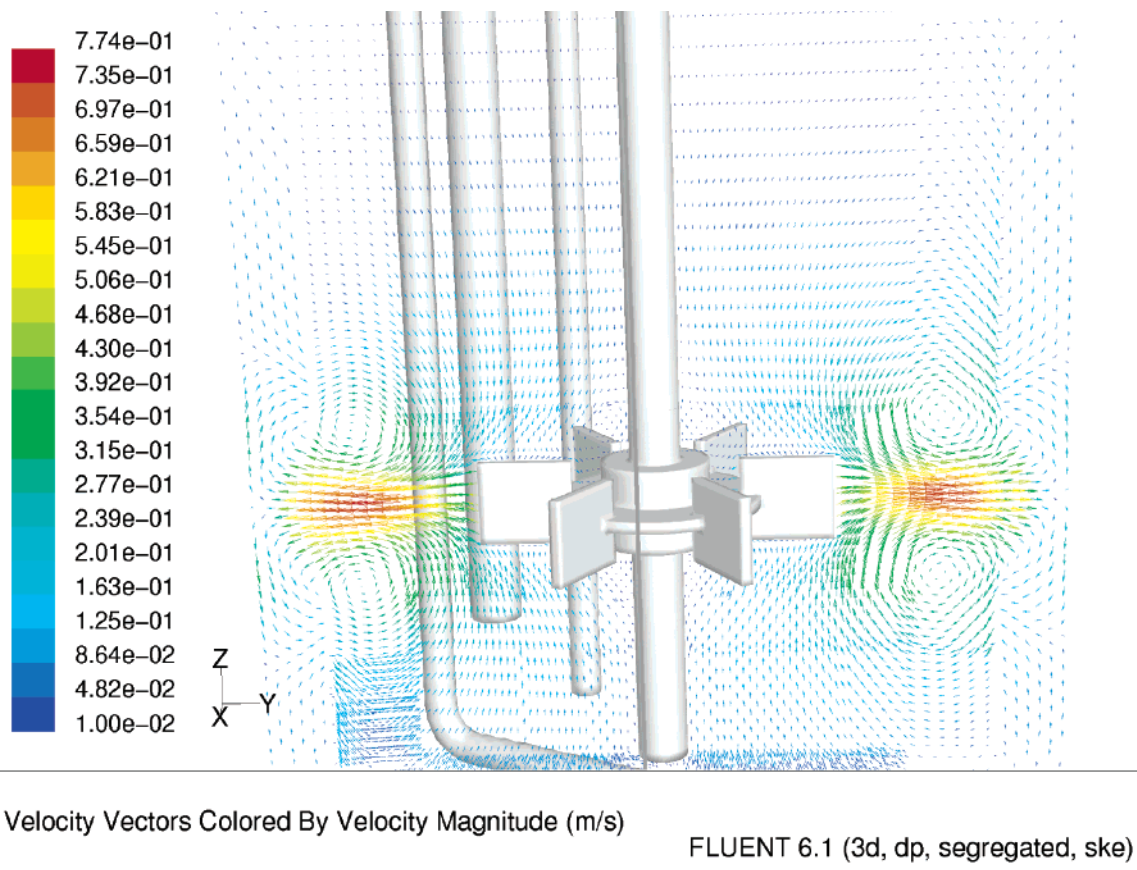 7.74e−01
7.35e−01
6.97e−01
6.59e−01
6.21e−01
5.83e−01
5.45e−01
5.06e−01
4.68e−01
4.30e−01
3.92e−01
3.54e−01
3.15e−01
2.77e−01
2.39e−01
2.01e−01
1.63e−01
1.25e−01
8.64e−02
4.82e−02
1.00e−02
Z
Y
X
Velocity Vectors Colored By Velocity Magnitude (m/s)
FLUENT 6.1 (3d, dp, segregated, ske)